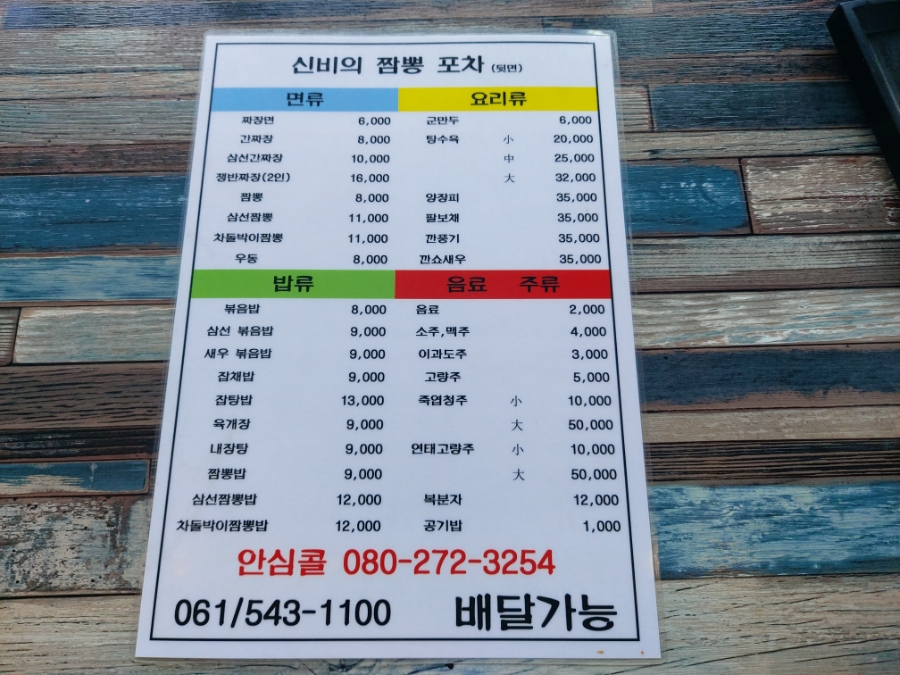 신비의 짬뽕 포차 (뒷면)
면류 요리류
짜장면 6,000 군만두 6,000
간짜장 8,000 탕수육 小 20,000
삼선간짜장 10,000 中 25,000
쟁반짜장(2인) 16,000 大 32,000
짬뽕 8,000 양장피 35,000
삼선짬뽕 11,000 팔보채 35,000
차돌박이짬뽕 11,000 깐풍기 35,000
우동 8,000 깐쇼새우 35,000
밥류 음료 주류
볶음밥 8,000 음료 2,000
삼선 볶음밥 9,000 소주,맥주 4,000
새우 볶음밥 9,000 이과도주 3,000
잡채밥 9,000 고량주 5,000
잡탕밥 13,000 죽엽청주 小 10,000
육개장 9,000 大 50,000
내장탕 9,000 연태고량주 小 10,000
짬뽕밥 9,000 大 50,000
삼선짬뽕밥 12,000 복분자 12,000
차돌박이짬뽕밥 12,000 공기밥 1,000
안심콜 080-272-3254
061/543-1100 배달가능